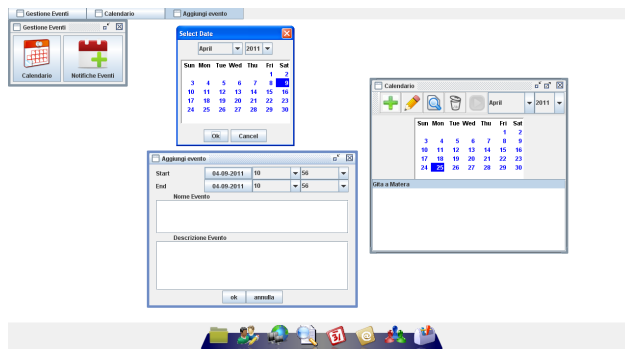 Gestione Eventi
Calendario
Aggiungi evento
Gestione Eventi
Calendario
Notifiche Eventi
Select Date
April 2011
Sun Mon Tue Wed Thu Fri Sat
1 2
3 4 5 6 7 8 9
10 11 12 13 14 15 16
17 18 19 20 21 22 23
24 25 26 27 28 29 30
Ok Cancel
Calendario
April 2011
Sun Mon Tue Wed Thu Fri Sat
1 2
3 4 5 6 7 8 9
10 11 12 13 14 15 16
17 18 19 20 21 22 23
24 25 26 27 28 29 30
Gita a Matera
Aggiungi evento
Start 04-09-2011 10 56
End 04-09-2011 10 56
Nome Evento
Descrizione Evento
ok annulla
31